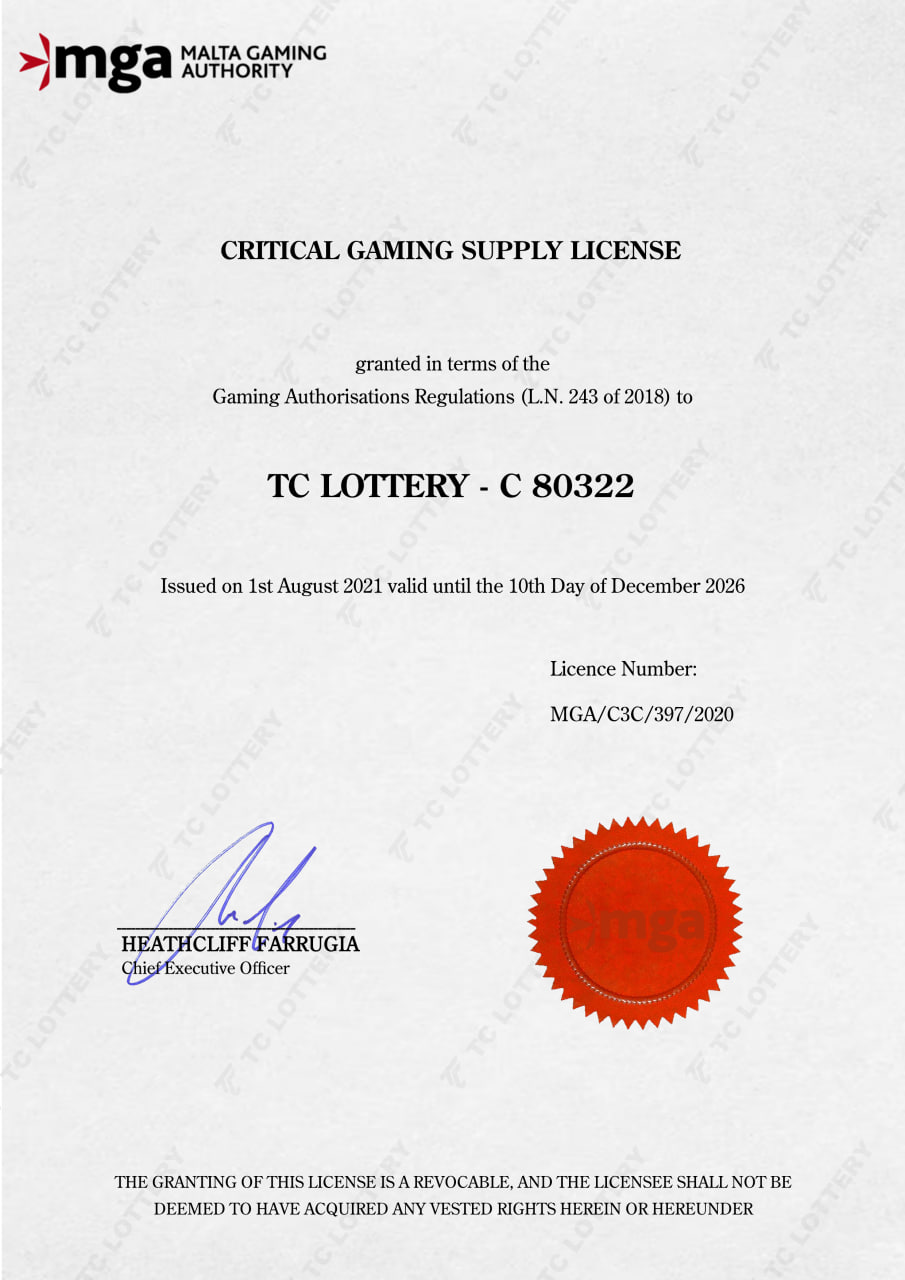 mga MALTA GAMING
AUTHORITY
CRITICAL GAMING SUPPLY LICENSE
granted in terms of the
Gaming Authorisations Regulations (L.N. 243 of 2018) to
TC LOTTERY - C 80322
Issued on 1st August 2021 valid until the 10th Day of December 2026
Licence Number:
MGA/C3C/397/2020
HEATHCLIFF FARRUGIA
Chief Executive Officer
mga
THE GRANTING OF THIS LICENSE IS A REVOCABLE, AND THE LICENSEE SHALL NOT BE
DEEMED TO HAVE ACQUIRED ANY VESTED RIGHTS HEREIN OR HEREUNDER
TC LOTTERY